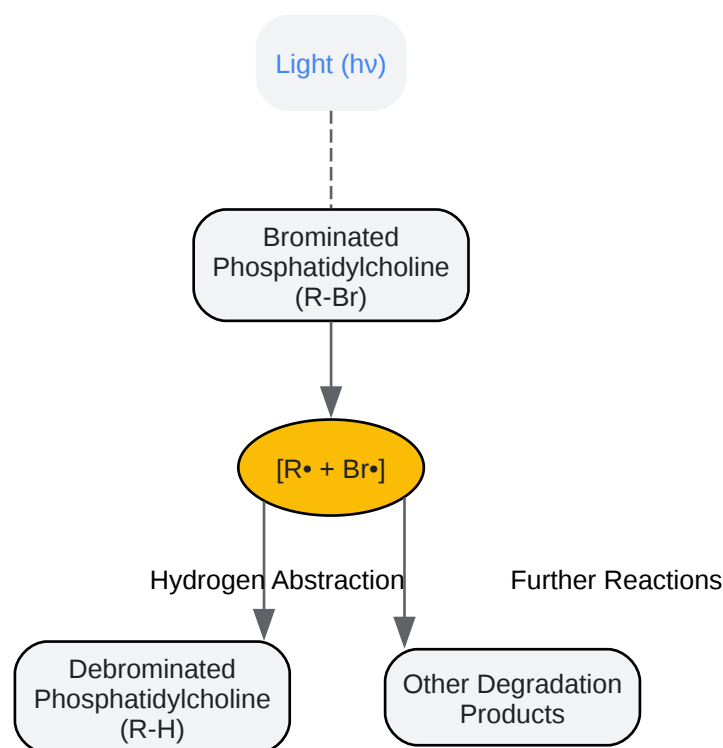 Light (hν)
Brominated
Phosphatidylcholine
(R-Br)
[R• + Br•]
Hydrogen Abstraction
Further Reactions
Debrominated
Phosphatidylcholine
(R-H)
Other Degradation
Products